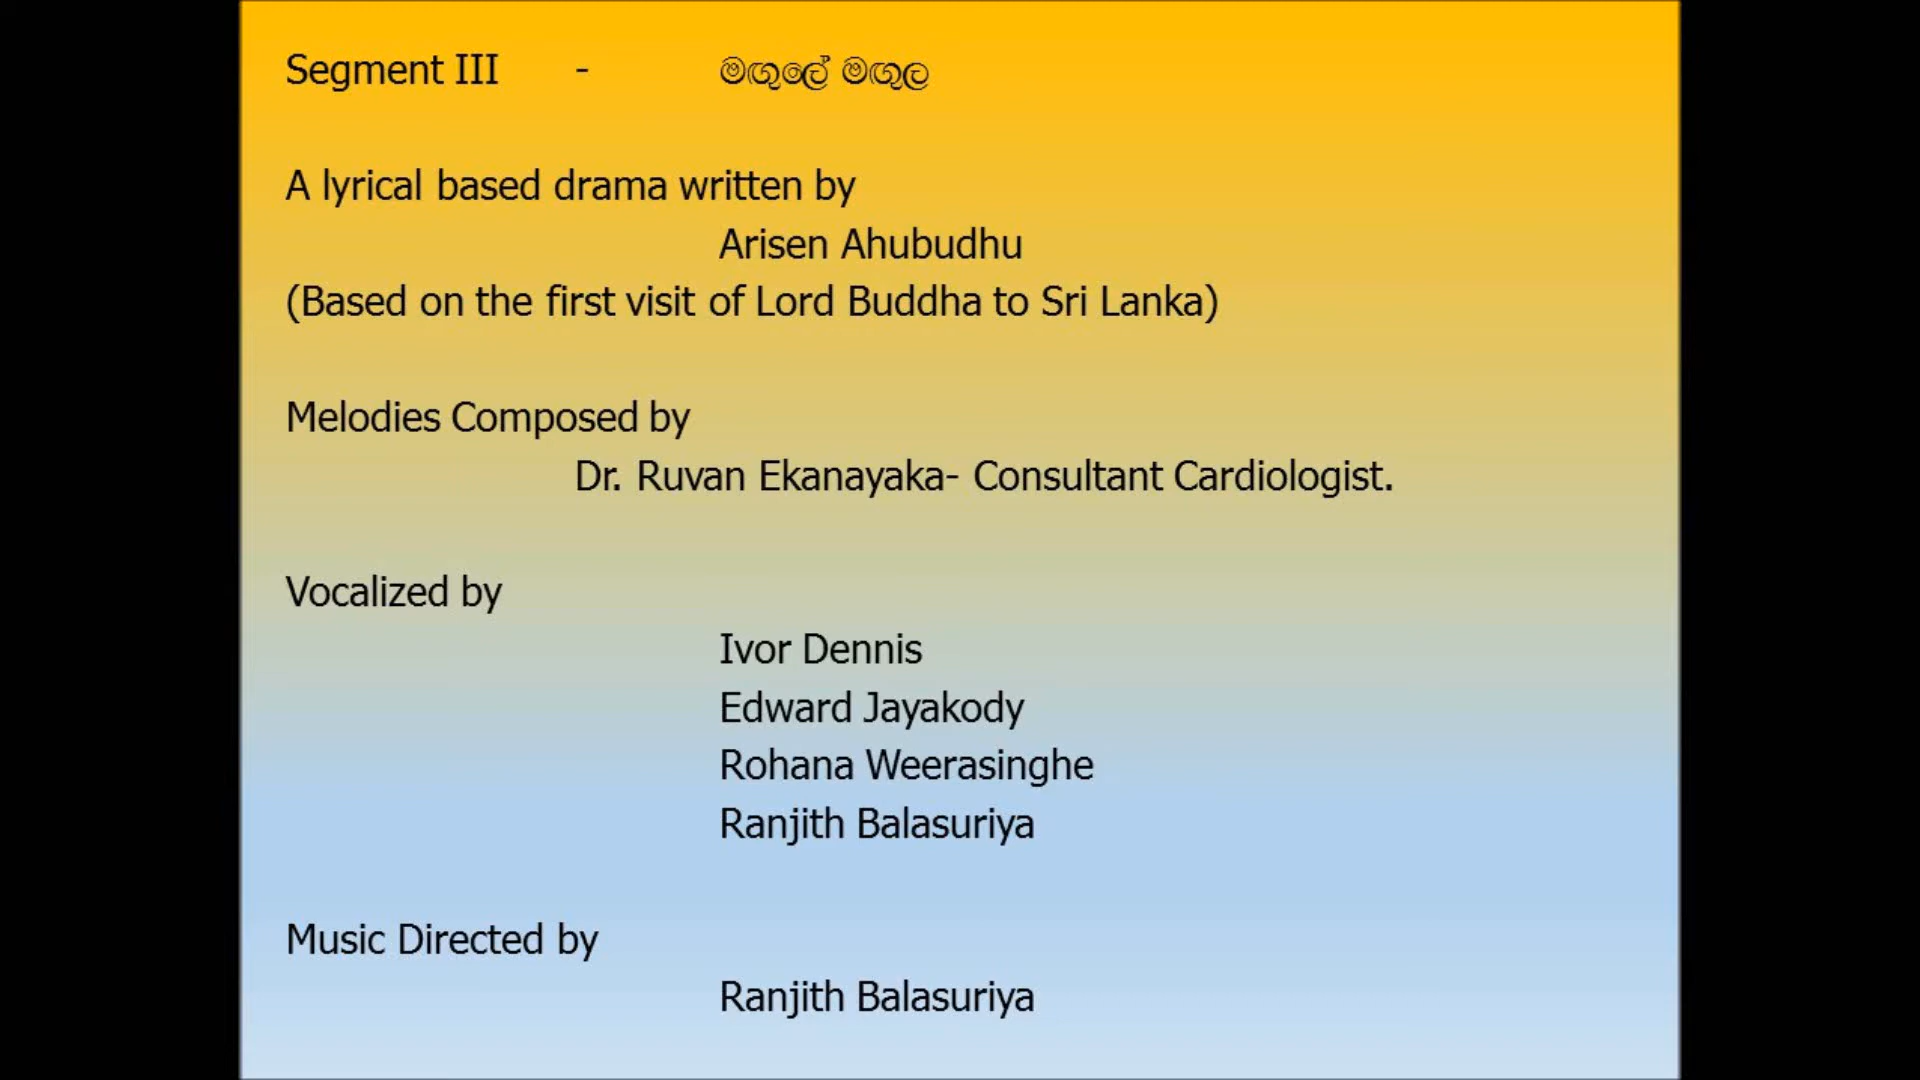 Segment III - මඟුලේ මඟුල
A lyrical based drama written by
Arisen Ahubudhu
(Based on the first visit of Lord Buddha to Sri Lanka)
Melodies Composed by
Dr. Ruvan Ekanayaka- Consultant Cardiologist.
Vocalized by
Ivor Dennis
Edward Jayakody
Rohana Weerasinghe
Ranjith Balasuriya
Music Directed by
Ranjith Balasuriya